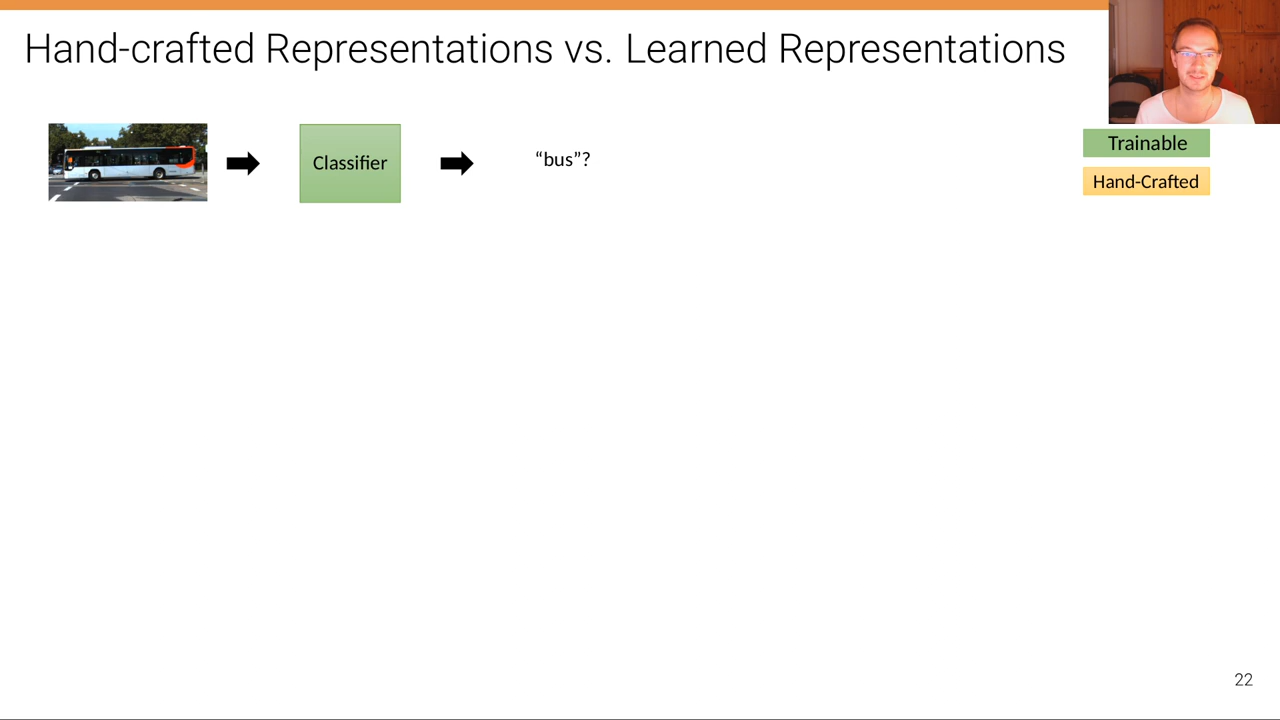 Hand-crafted Representations vs. Learned Representations
Classifier
“bus”?
Trainable
Hand-Crafted
22